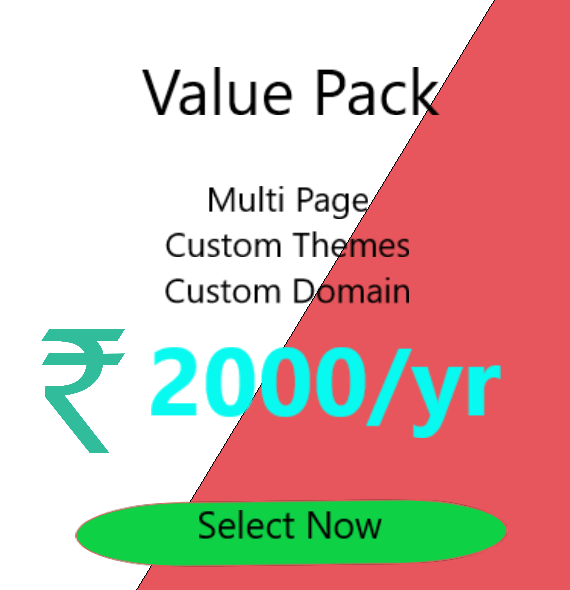 Value Pack
Multi Page
Custom Themes
Custom Domain
₹ 2000/yr
Select Now